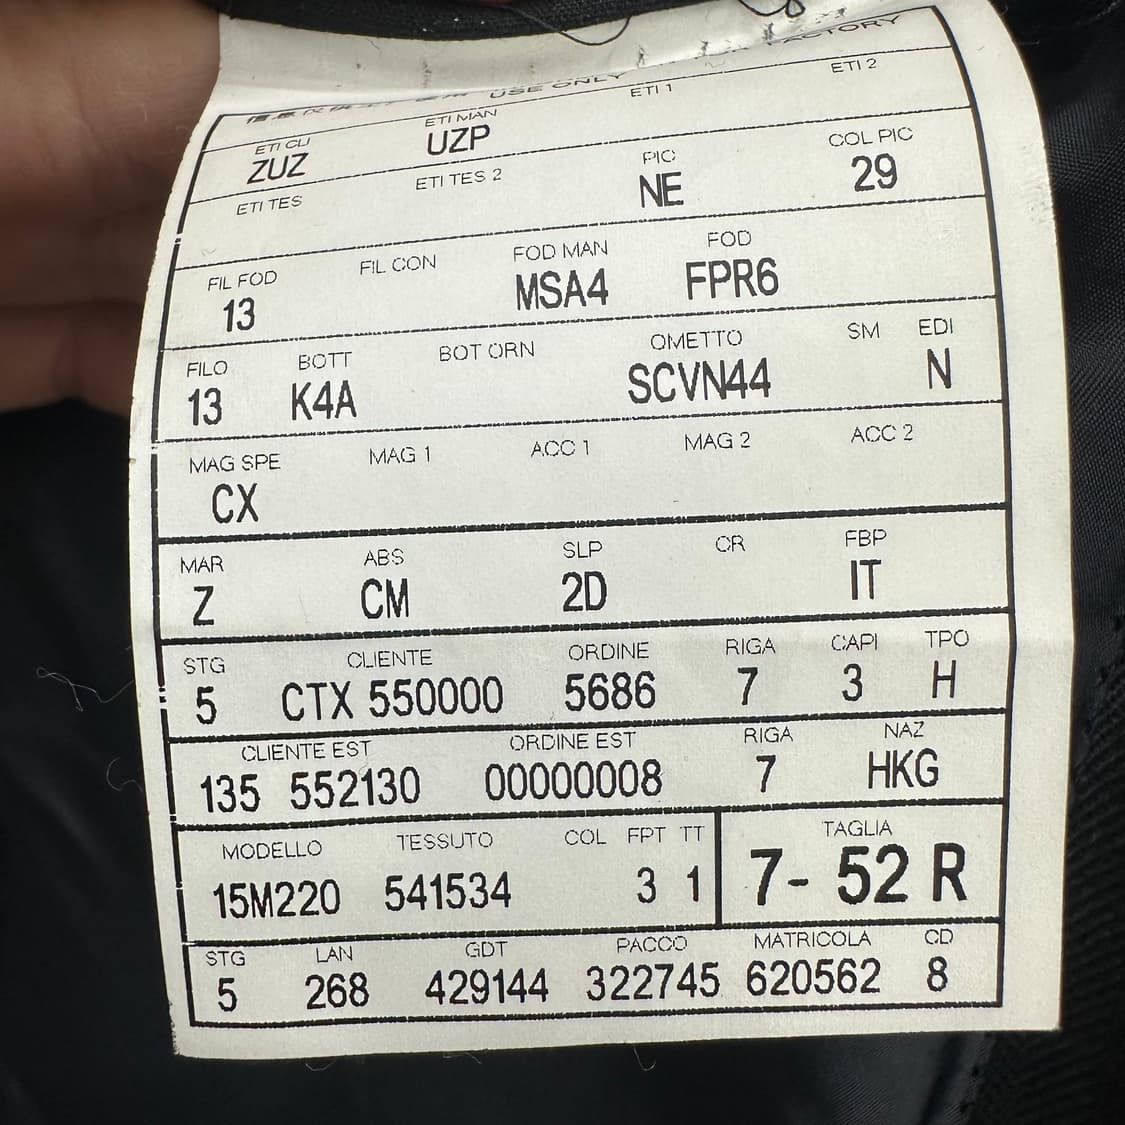 FACTORY
USE ONLY
ETI CLI ETI MAN ETI 1 ETI 2
ZUZ UZP
ETI TES ETI TES 2 PIC COL PIC
NE 29
FIL FOD FIL CON FOD MAN FOD
13 MSA4 FPR6
FILO BOTT BOT ORN OMETTO SM EDI
13 K4A SCVN44 N
MAG SPE MAG 1 ACC 1 MAG 2 ACC 2
CX
MAR ABS SLP CR FBP
Z CM 2D IT
STG CLIENTE ORDINE RIGA CAPI TPO
5 CTX 550000 5686 7 3 H
CLIENTE EST ORDINE EST RIGA NAZ
135 552130 00000008 7 HKG
MODELLO TESSUTO COL FPT TT TAGLIA
15M220 541534 3 1 7- 52 R
STG LAN GDT PACCO MATRICOLA CD
5 268 429144 322745 620562 8